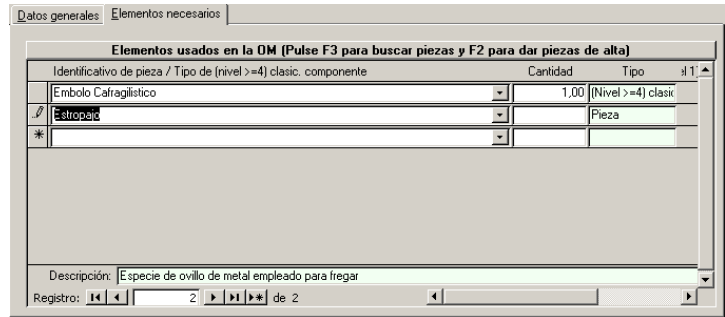 Datos generales Elementos necesarios
Elementos usados en la OM (Pulse F3 para buscar piezas y F2 para dar piezas de alta)
Identificativo de pieza / Tipo de (nivel >=4) clasic. componente Cantidad Tipo
Embolo Cafragilistico 1,00 (Nivel >=4) clasic
Estropajo Pieza
Descripción: Especie de ovillo de metal empleado para fregar
Registro: 2 de 2